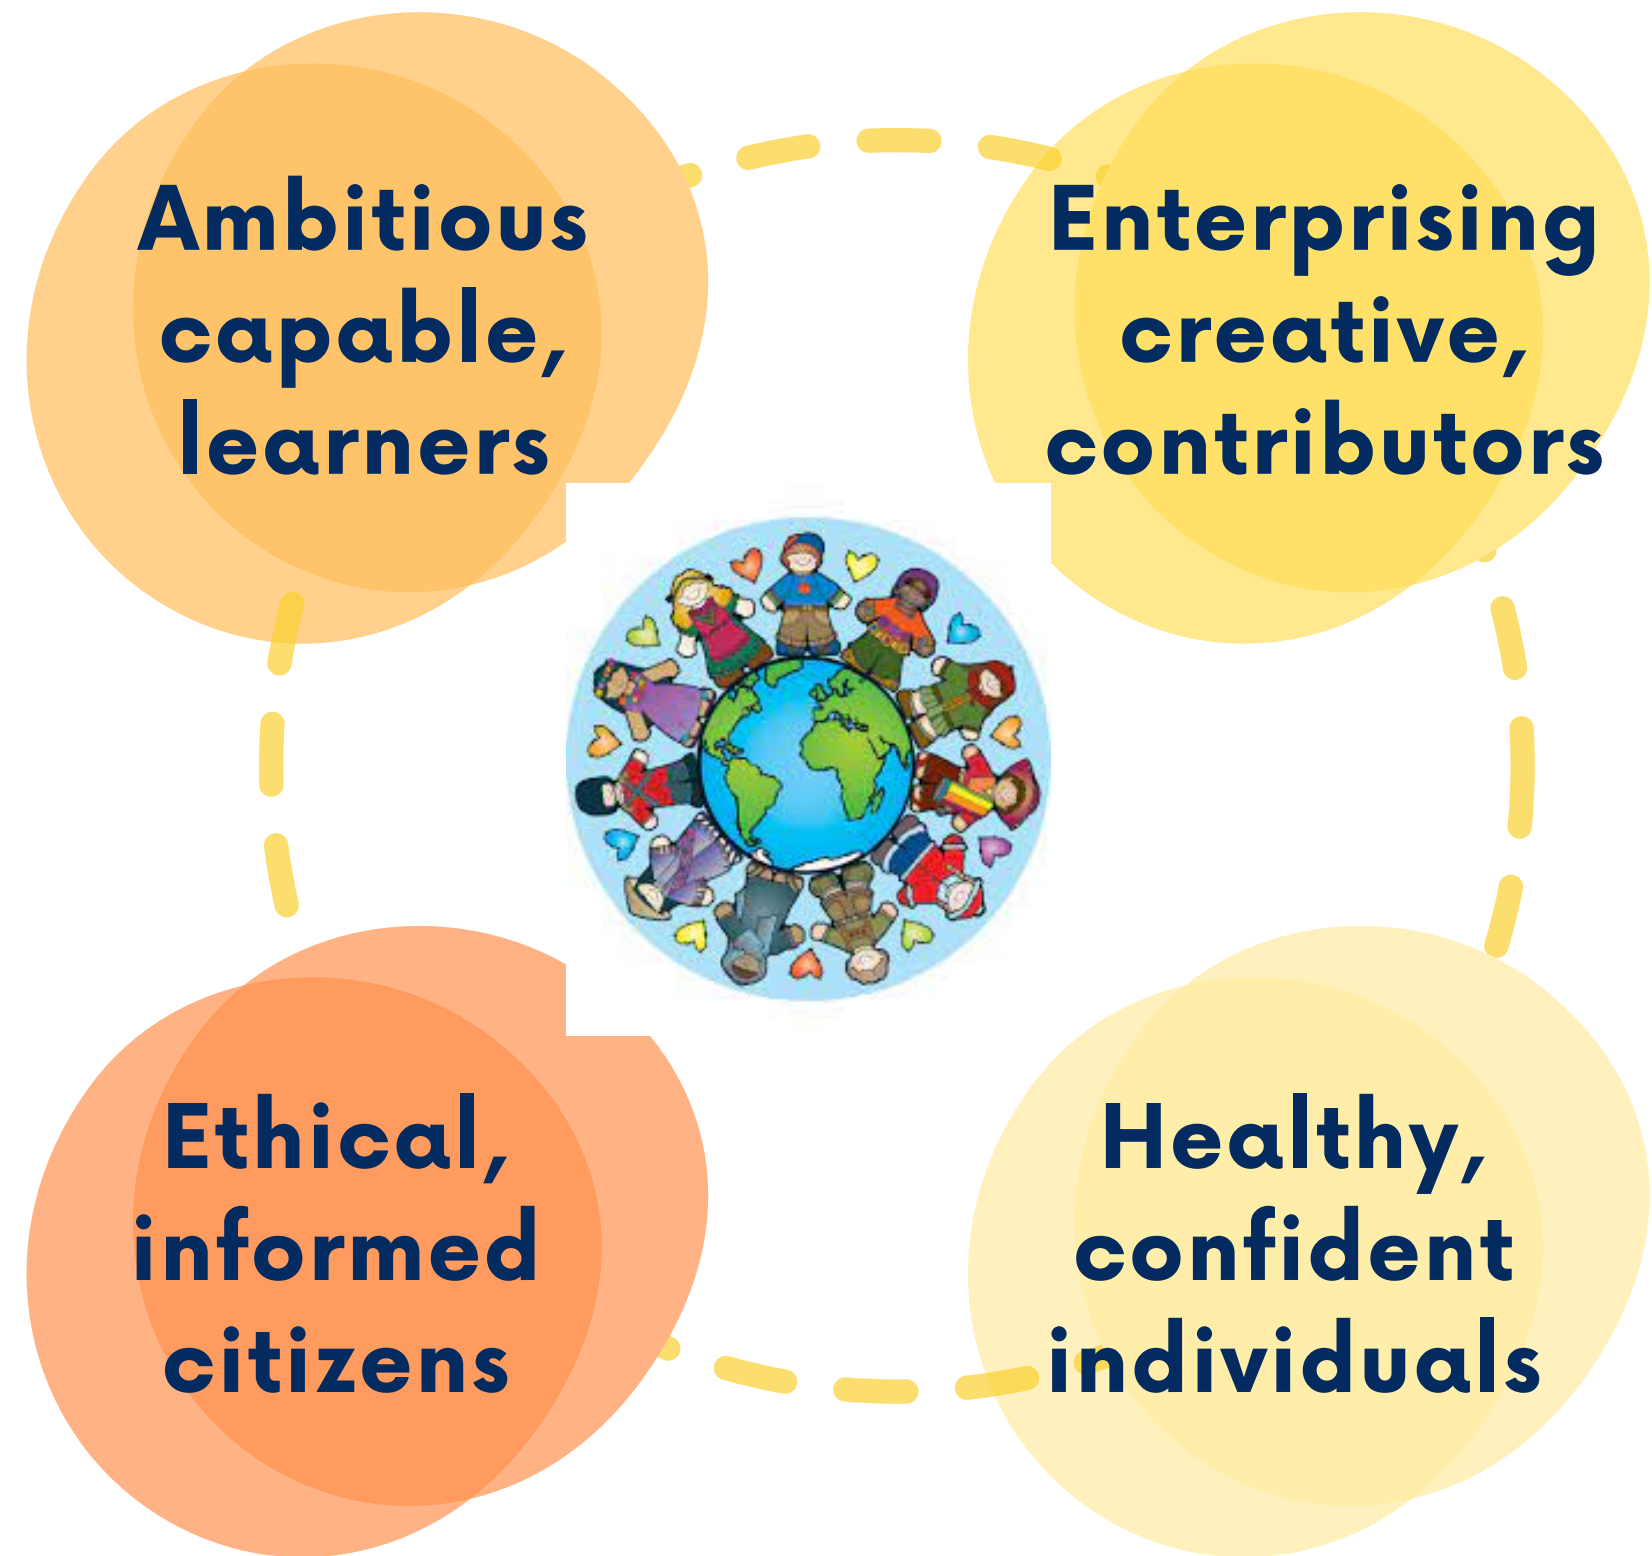 Ambitious
capable,
learners
Enterprising
creative,
contributors
Ethical,
informed
citizens
Healthy,
confident
individuals